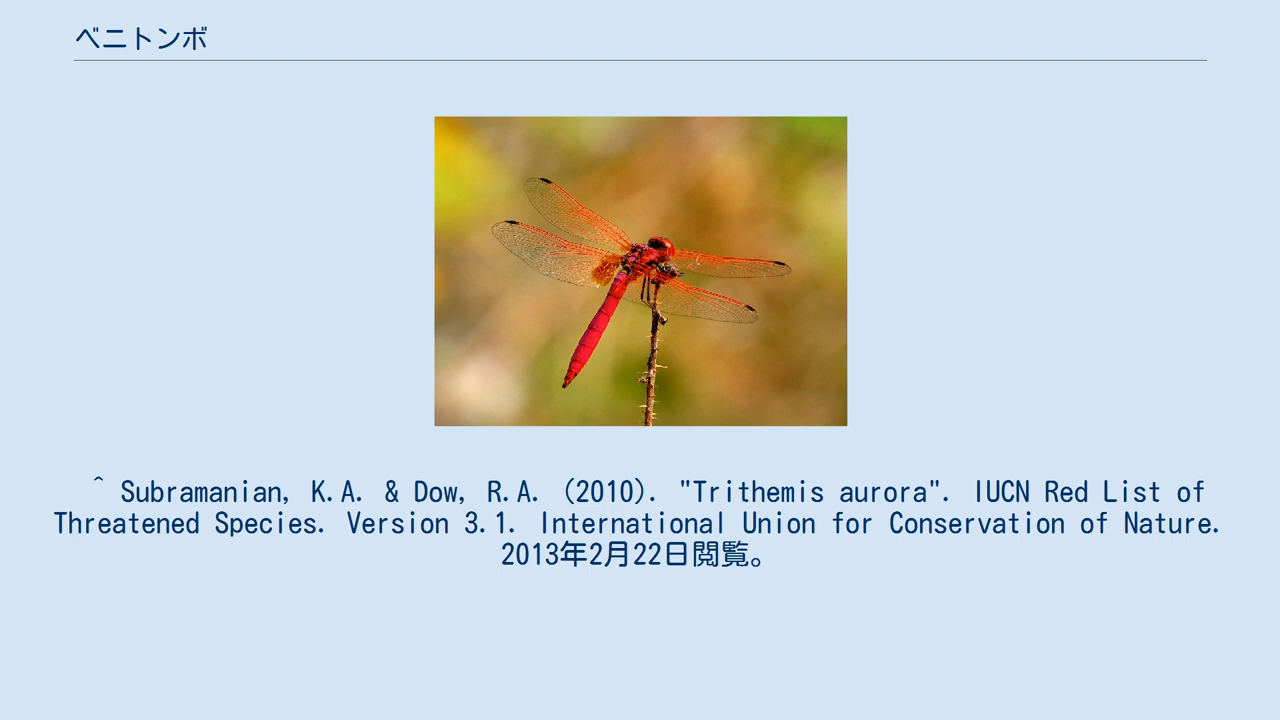 ベニトンボ
^ Subramanian, K.A. & Dow, R.A. (2010). "Trithemis aurora". IUCN Red List of
Threatened Species. Version 3.1. International Union for Conservation of Nature.
2013年2月22日閲覧。